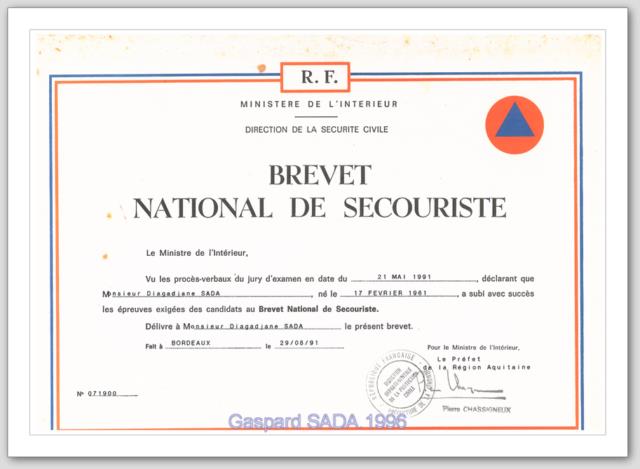 R. F.
MINISTERE DE L'INTERIEUR
DIRECTION DE LA SECURITE CIVILE
BREVET
NATIONAL DE SECOURISTE
Le Ministre de l'Intérieur,
Vu les procès-verbaux du jury d'examen en date du 21 MAI 1991, déclarant que
Monsieur Diagadjane SADA, né le 17 FEVRIER 1961, a subi avec succès
les épreuves exigées des candidats au Brevet National de Secouriste.
Délivre à Monsieur Diagadjane SADA le présent brevet.
Fait à BORDEAUX le 29/08/91
Pour le Ministre de l'Intérieur,
Le Préfet
de la Région Aquitaine
REPUBLIQUE FRANÇAISE
N° 071900
Pierre CHASSIGNEUX
Gaspard SADA 1996